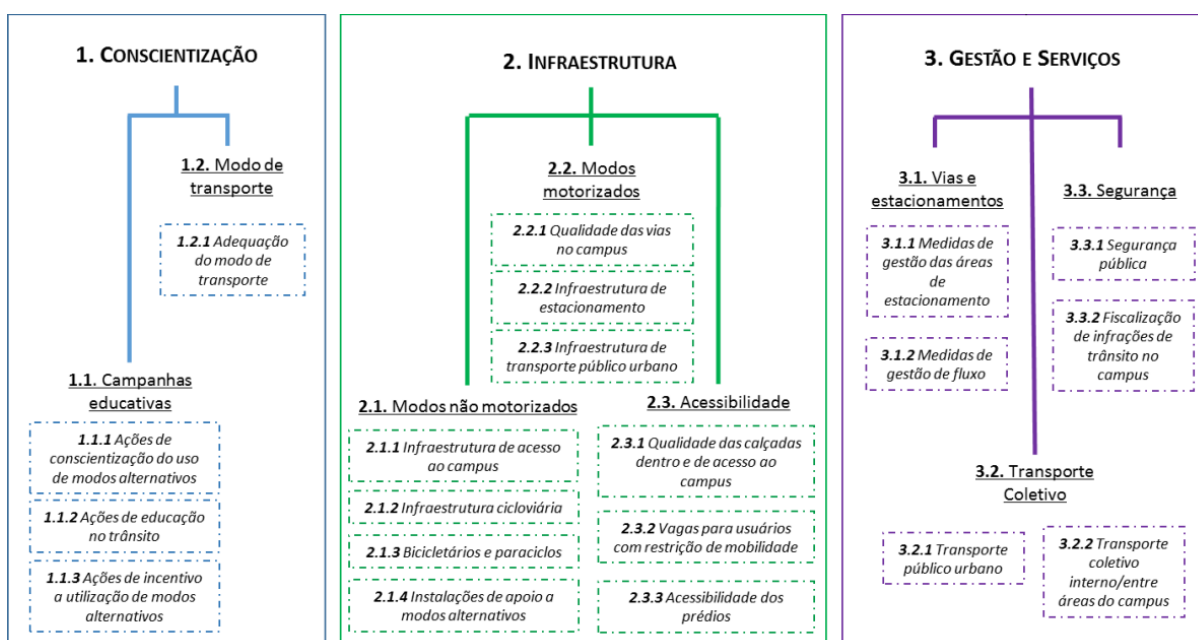 1. CONSCIENTIZAÇÃO
1.2. Modo de
transporte
1.2.1 Adequação
do modo de
transporte
1.1. Campanhas
educativas
1.1.1 Ações de
conscientização do uso
de modos alternativos
1.1.2 Ações de educação
no trânsito
1.1.3 Ações de incentivo
a utilização de modos
alternativos
2. INFRAESTRUTURA
2.2. Modos
motorizados
2.2.1 Qualidade das vias
no campus
2.2.2 Infraestrutura de
estacionamento
2.2.3 Infraestrutura de
transporte público urbano
2.1. Modos não motorizados
2.1.1 Infraestrutura de acesso
ao campus
2.1.2 Infraestrutura cicloviária
2.1.3 Bicicletários e paraciclos
2.1.4 Instalações de apoio a
modos alternativos
2.3. Acessibilidade
2.3.1 Qualidade das calçadas
dentro e de acesso ao
campus
2.3.2 Vagas para usuários
com restrição de mobilidade
2.3.3 Acessibilidade dos
prédios
3. GESTÃO E SERVIÇOS
3.1. Vias e
estacionamentos
3.1.1 Medidas de
gestão das áreas de
estacionamento
3.1.2 Medidas de
gestão de fluxo
3.3. Segurança
3.3.1 Segurança
pública
3.3.2 Fiscalização
de infrações de
trânsito no
campus
3.2. Transporte
Coletivo
3.2.1 Transporte
público urbano
3.2.2 Transporte
coletivo
interno/entre
áreas do campus